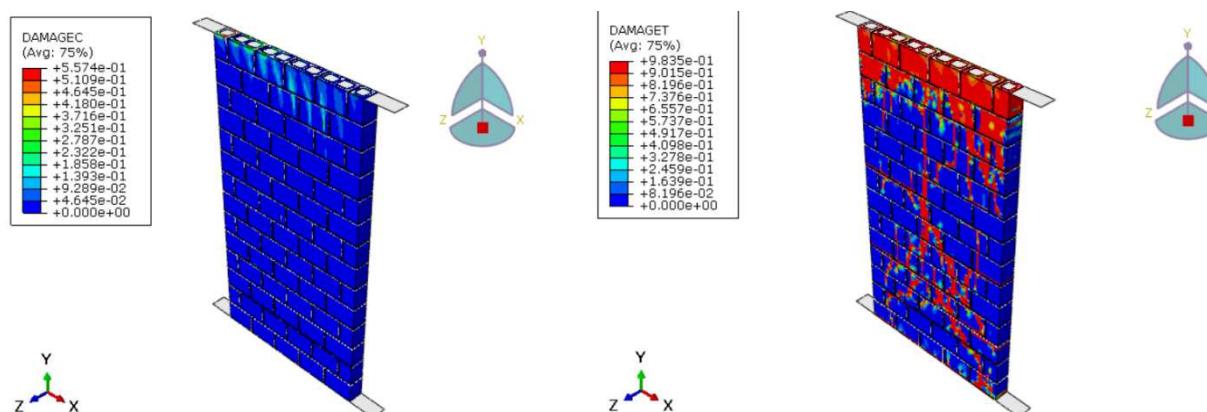 DAMAGEC
(Avg: 75%)
+5.574e-01
+5.109e-01
+4.645e-01
+4.180e-01
+3.716e-01
+3.251e-01
+2.787e-01
+2.322e-01
+1.858e-01
+1.393e-01
+9.289e-02
+4.645e-02
+0.000e+00
Y
Z
X
Y
Z
X
DAMAGET
(Avg: 75%)
+9.835e-01
+9.015e-01
+8.196e-01
+7.376e-01
+6.557e-01
+5.737e-01
+4.917e-01
+4.098e-01
+3.278e-01
+2.459e-01
+1.639e-01
+8.196e-02
+0.000e+00
Y
Z
Y
Z
X